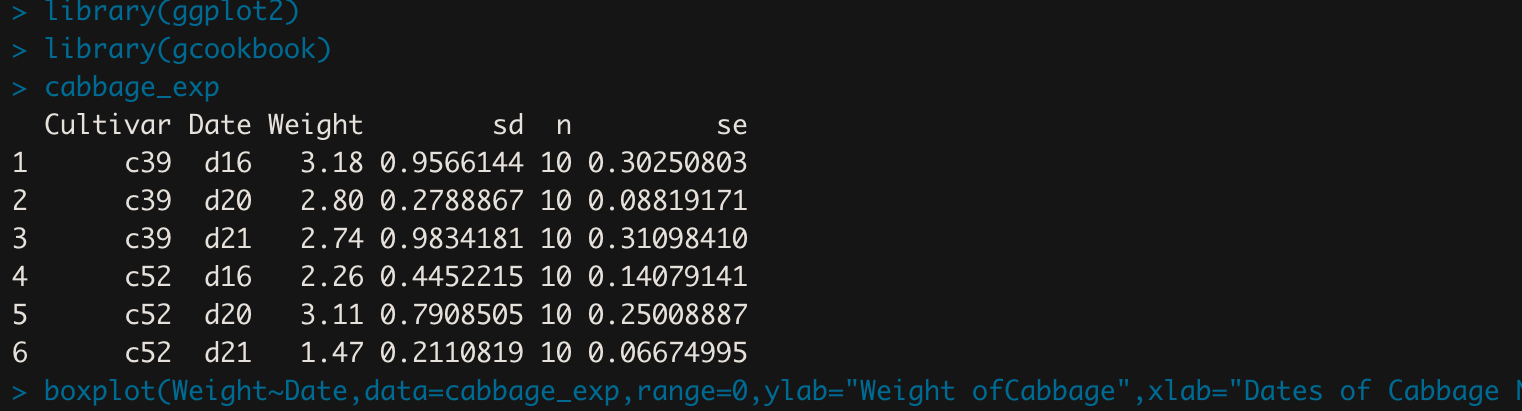 > library(ggplot2)
> library(gcookbook)
> cabbage_exp
  Cultivar Date Weight        sd  n         se
1      c39  d16   3.18 0.9566144 10 0.30250803
2      c39  d20   2.80 0.2788867 10 0.08819171
3      c39  d21   2.74 0.9834181 10 0.31098410
4      c52  d16   2.26 0.4452215 10 0.14079141
5      c52  d20   3.11 0.7908505 10 0.25008887
6      c52  d21   1.47 0.2110819 10 0.06674995
> boxplot(Weight~Date,data=cabbage_exp,range=0,ylab="Weight ofCabbage",xlab="Dates of Cabbage